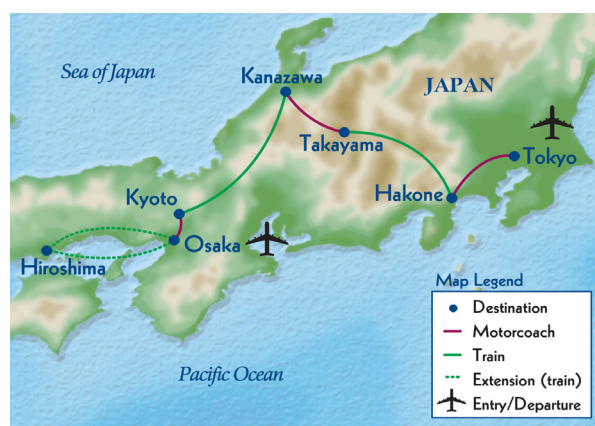 Sea of Japan
Kanazawa
JAPAN
Takayama
Tokyo
Kyoto
Hakone
Osaka
Hiroshima
Pacific Ocean
Map Legend
Destination
Motorcoach
Train
Extension (train)
Entry/Departure